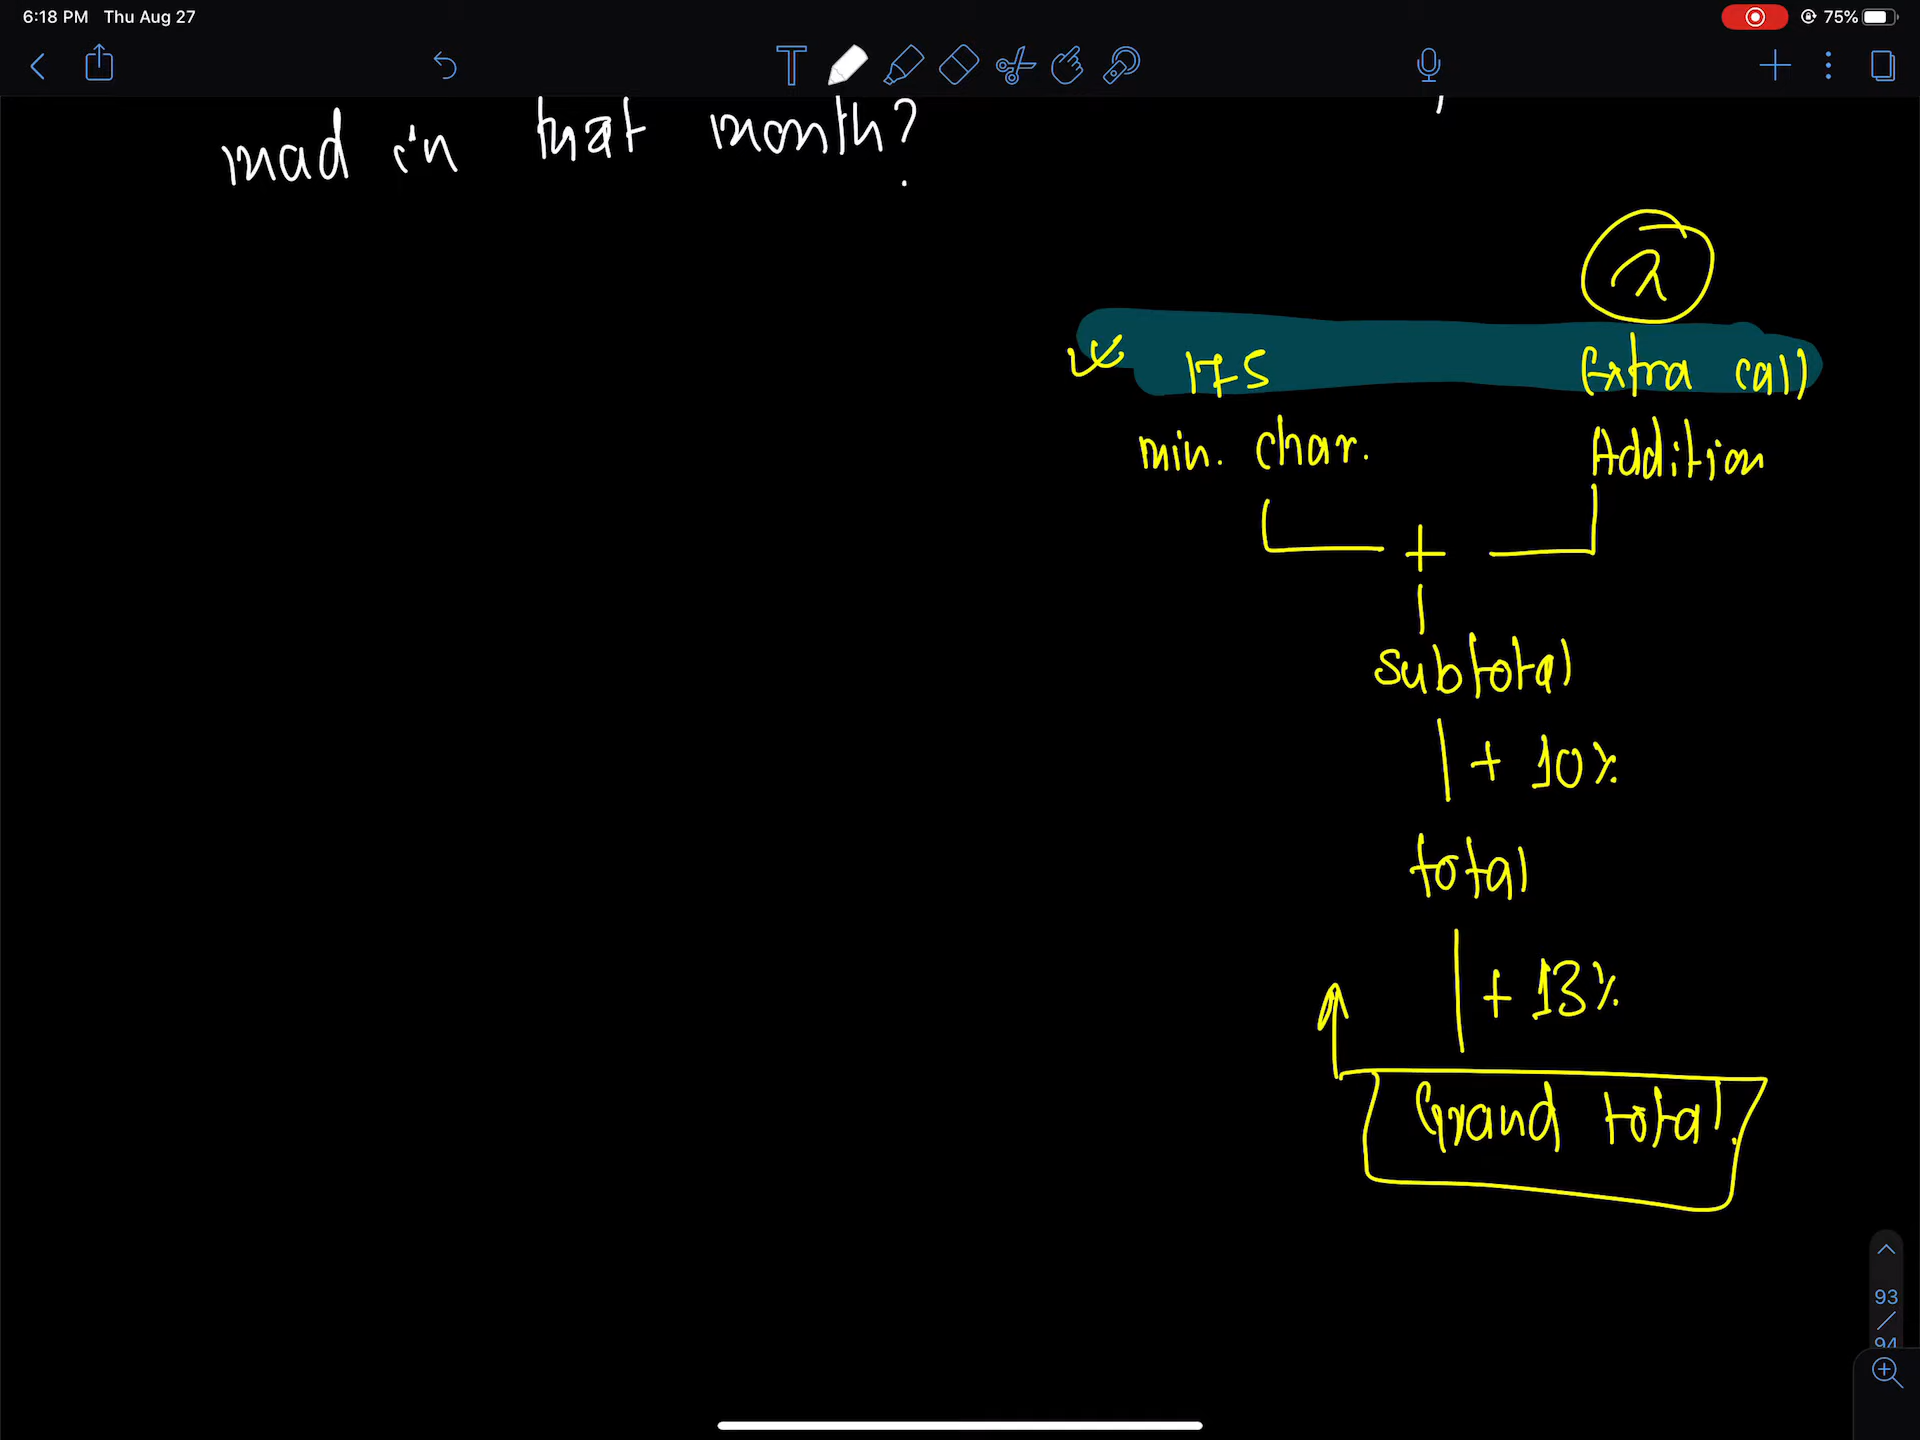 6:18 PM Thu Aug 27
75%
mad in that month?
λ
175 Extra call
min. char. Addition
+
subtotal
+ 10%
total
+ 13%
Grand total.
93
/
94